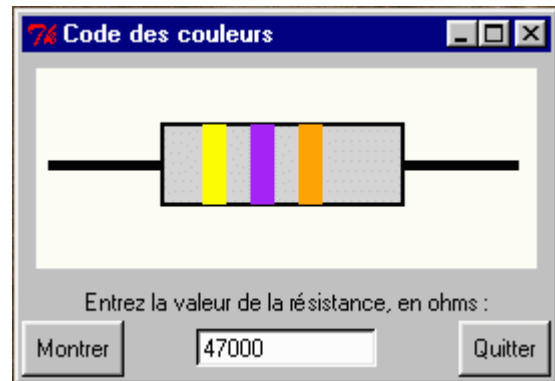 Code des couleurs
Entrez la valeur de la résistance, en ohms :
Montrer
47000
Quitter